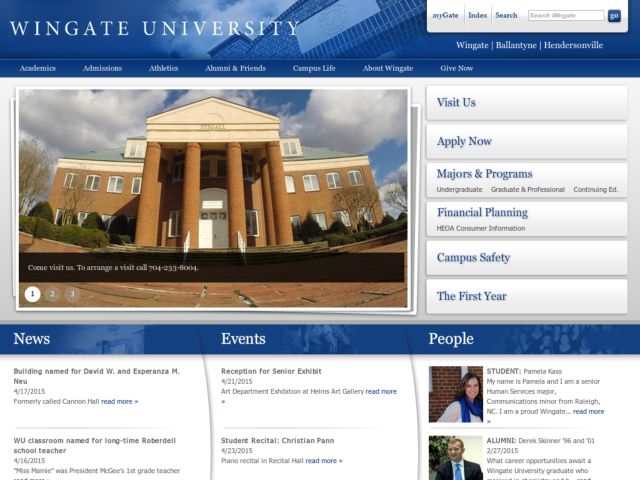 WINGATE UNIVERSITY
myGate
Index
Search
Search Wingate
go
Wingate | Ballantyne | Hendersonville
Academics
Admissions
Athletics
Alumni & Friends
Campus Life
About Wingate
Give Now
STEGALL
Come visit us. To arrange a visit call 704-233-8004.
1
2
3
Visit Us
Apply Now
Majors & Programs
Undergraduate
Graduate & Professional
Continuing Ed.
Financial Planning
HEOA Consumer Information
Campus Safety
The First Year
News
Building named for David W. and Esperanza M.
Neu
4/17/2015
Formerly called Cannon Hall read more »
WU classroom named for long-time Roberdell
school teacher
4/16/2015
"Miss Mamie" was President McGee's 1st grade teacher
Events
Reception for Senior Exhibit
4/21/2015
Art Department Exhibition at Helms Art Gallery read more
»
Student Recital: Christian Pann
4/23/2015
Piano recital in Recital Hall read more »
People
STUDENT: Pamela Kass
My name is Pamela and I am a senior
Human Services major,
Communications minor from Raleigh,
NC. I am a proud Wingate... read more
»
ALUMNI: Derek Skinner '96 and '01
2/27/2015
What career opportunities await a
Wingate University graduate who